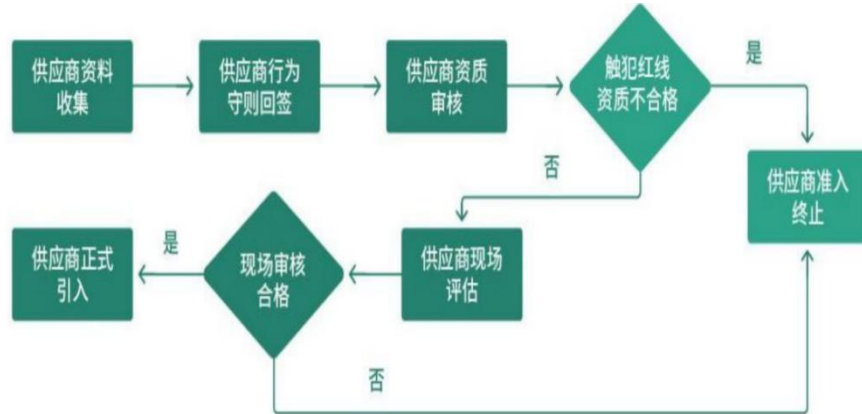 供应商资料
收集
供应商行为
守则回签
供应商资质
审核
触犯红线
资质不合格
是
否
供应商准入
终止
供应商正式
引入
是
现场审核
合格
供应商现场
评估
否